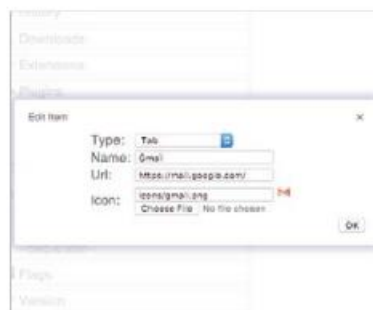 History
Downloads
Extensions
Plugins
Edit Item ×
Type: Tab
Name: Gmail
Url: https://mail.google.com/
Icon: icons/gmail.png
Choose File No file chosen
OK
Flags
Version